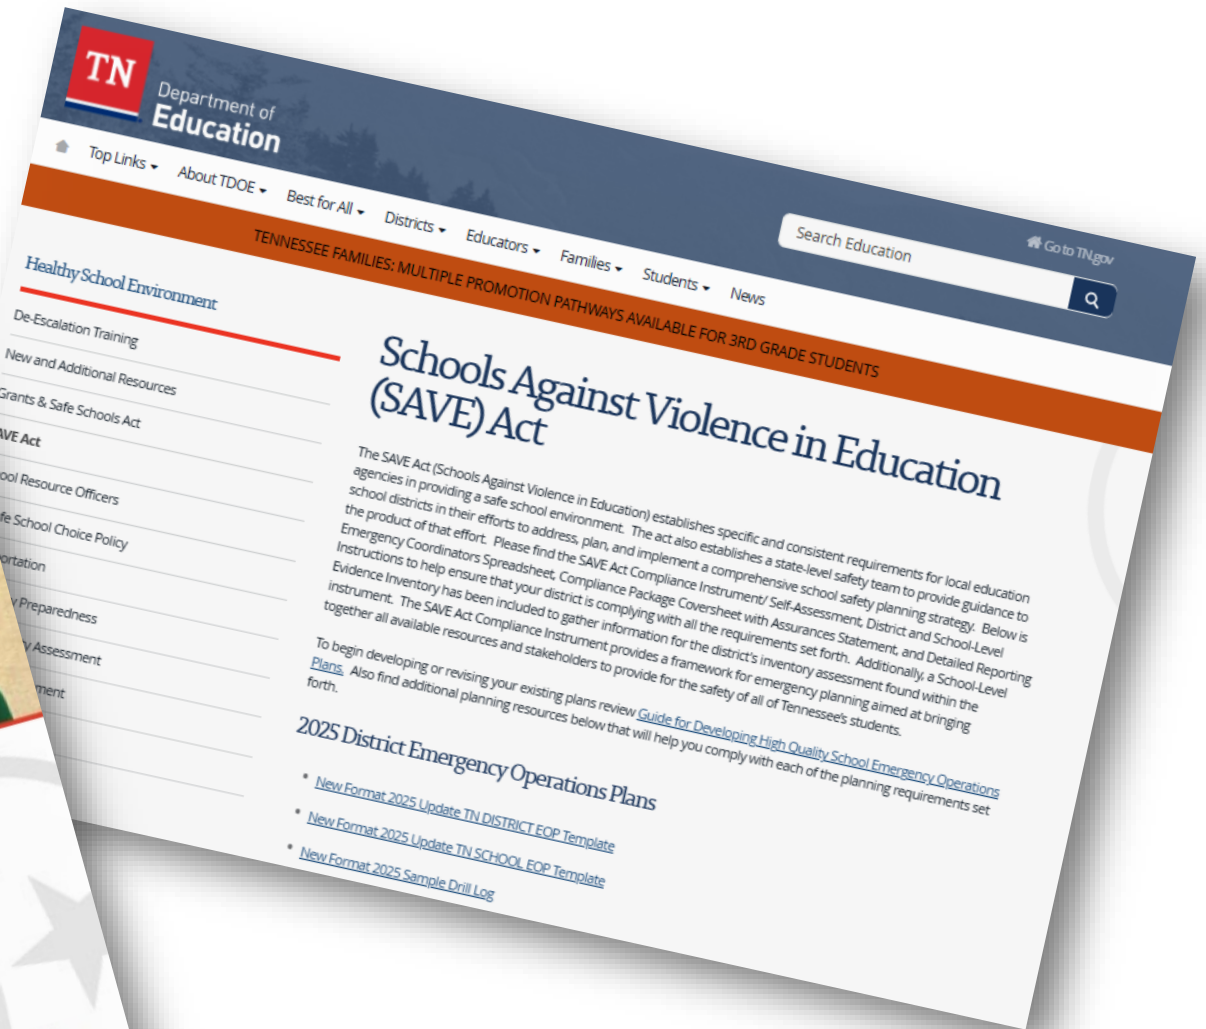 TN
Department of
Education
Go to TN.gov
Search Education
Top Links
About TDOE
Best for All
Districts
Educators
Families
Students
News
TENNESSEE FAMILIES: MULTIPLE PROMOTION PATHWAYS AVAILABLE FOR 3RD GRADE STUDENTS
Healthy School Environment
De-Escalation Training
New and Additional Resources
Grants & Safe Schools Act
AVE Act
ool Resource Officers
fe School Choice Policy
ortation
y Preparedness
y Assessment
ment
Schools Against Violence in Education
(SAVE) Act
The SAVE Act (Schools Against Violence in Education) establishes specific and consistent requirements for local education
agencies in providing a safe school environment. The act also establishes a state-level safety team to provide guidance to
school districts in their efforts to address, plan, and implement a comprehensive school safety planning strategy. Below is
the product of that effort. Please find the SAVE Act Compliance Instrument/ Self-Assessment, District and School-Level
Emergency Coordinators Spreadsheet, Compliance Package Coversheet with Assurances Statement, and Detailed Reporting
Instructions to help ensure that your district is complying with all the requirements set forth. Additionally, a School-Level
Evidence Inventory has been included to gather information for the district's inventory assessment found within the
instrument. The SAVE Act Compliance Instrument provides a framework for emergency planning aimed at bringing
together all available resources and stakeholders to provide for the safety of all of Tennessee's students.
To begin developing or revising your existing plans review Guide for Developing High Quality School Emergency Operations
Plans. Also find additional planning resources below that will help you comply with each of the planning requirements set
forth.
2025 District Emergency Operations Plans
• New Format 2025 Update TN DISTRICT EOP Template
• New Format 2025 Update TN SCHOOL EOP Template
• New Format 2025 Sample Drill Log